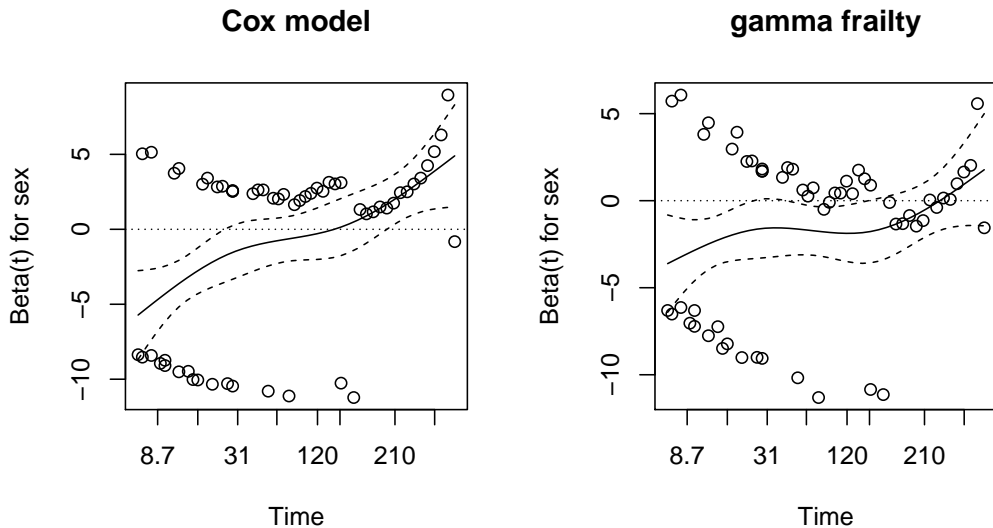 Cox model
Beta(t) for sex
5
0
−5
−10
8.7 31 120 210
Time
gamma frailty
Beta(t) for sex
5
0
−5
−10
8.7 31 120 210
Time